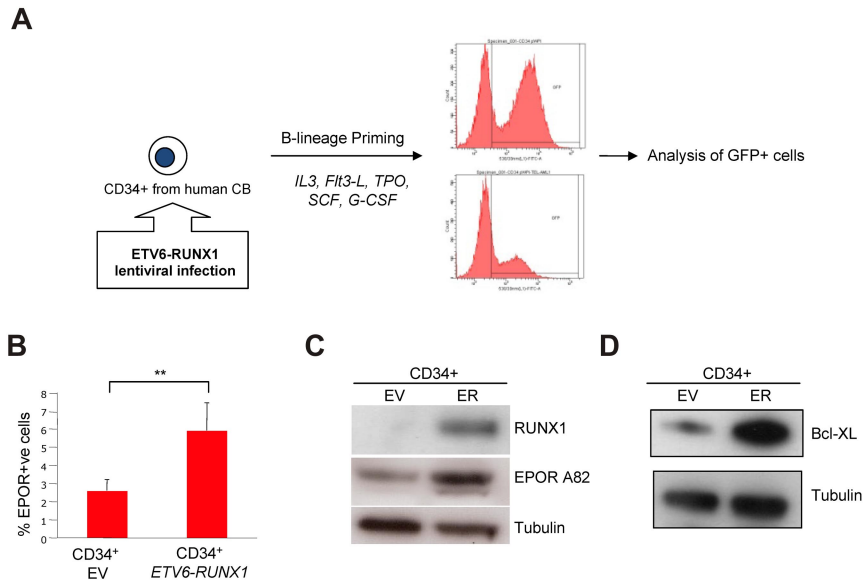 A
CD34+ from human CB
ETV6-RUNX1
lentiviral infection
B-lineage Priming
IL3, Flt3-L, TPO,
SCF, G-CSF
Count
GFP
Count
GFP
Analysis of GFP+ cells
B
% EPOR+ve cells
8
7
6
5
4
3
2
1
0
**
CD34+
EV
CD34+
ETV6-RUNX1
C
CD34+
EV ER
RUNX1
EPOR A82
Tubulin
D
CD34+
EV ER
Bcl-XL
Tubulin